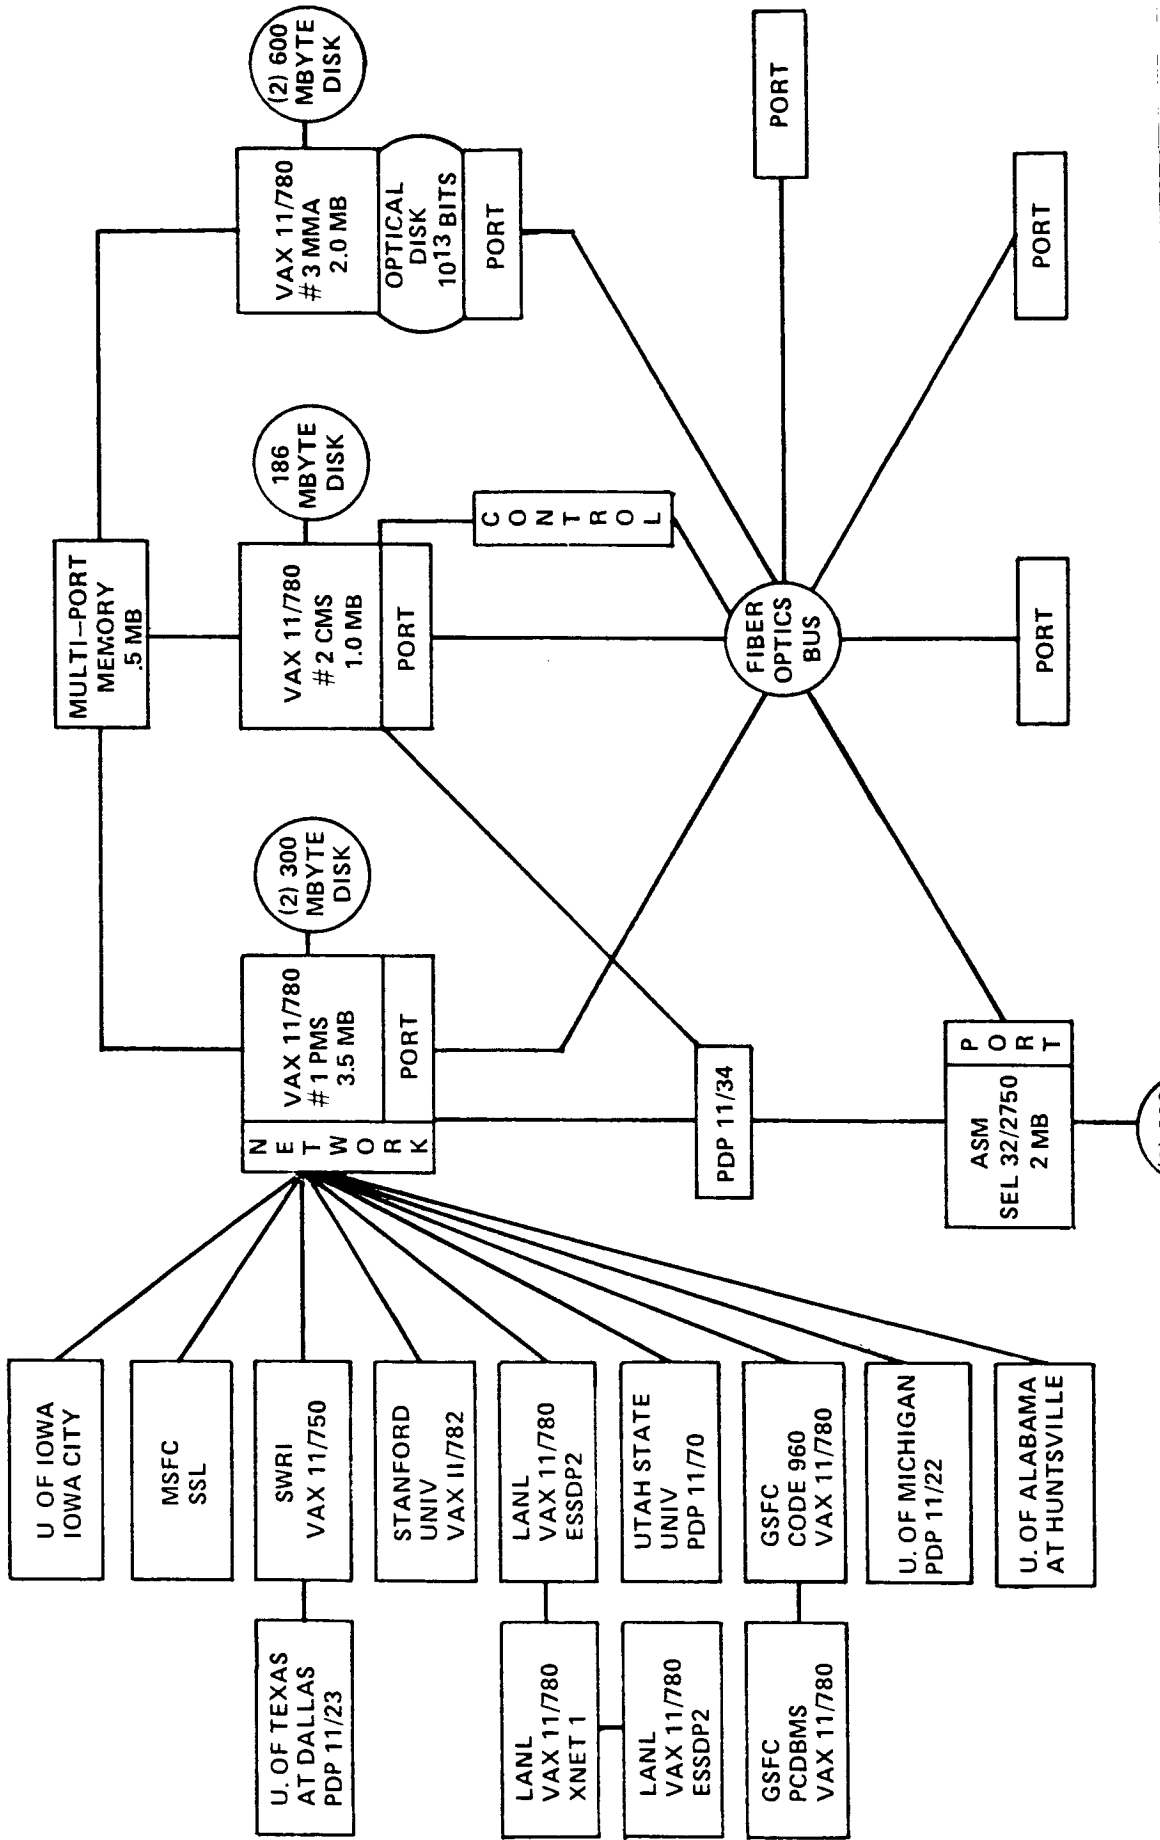 U OF IOWA
IOWA CITY
MSFC
SSL
U. OF TEXAS
AT DALLAS
PDP 11/23
SWRI
VAX 11/750
STANFORD
UNIV
VAX II/782
LANL
VAX 11/780
XNET 1
LANL
VAX 11/780
ESSDP2
LANL
VAX 11/780
ESSDP2
UTAH STATE
UNIV
PDP 11/70
GSFC
PCDBMS
VAX 11/780
GSFC
CODE 960
VAX 11/780
U. OF MICHIGAN
PDP 11/22
U. OF ALABAMA
AT HUNTSVILLE
NETWORK
VAX 11/780
# 1 PMS
3.5 MB
PORT
(2) 300
MBYTE
DISK
MULTI-PORT
MEMORY
.5 MB
VAX 11/780
# 2 CMS
1.0 MB
PORT
186
MBYTE
DISK
CONTROL
VAX 11/780
# 3 MMA
2.0 MB
OPTICAL
DISK
10¹³ BITS
PORT
(2) 600
MBYTE
DISK
PDP 11/34
FIBER
OPTICS
BUS
ASM
SEL 32/2750
2 MB
PORT
PORT
PORT
PORT